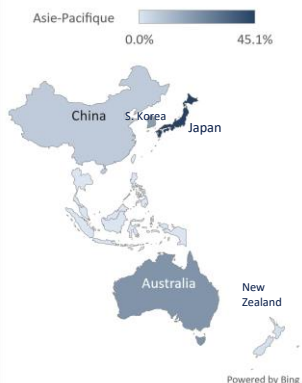 Asie-Pacifique
0.0% 45.1%
China
S. Korea
Japan
Australia
New
Zealand
Powered by Bing